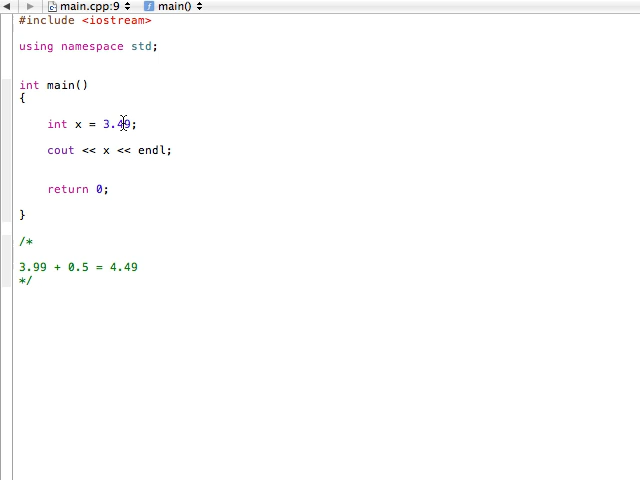 main.cpp:9 main()
#include <iostream>
using namespace std;
int main()
{
int x = 3.49;
cout << x << endl;
return 0;
}
/*
3.99 + 0.5 = 4.49
*/